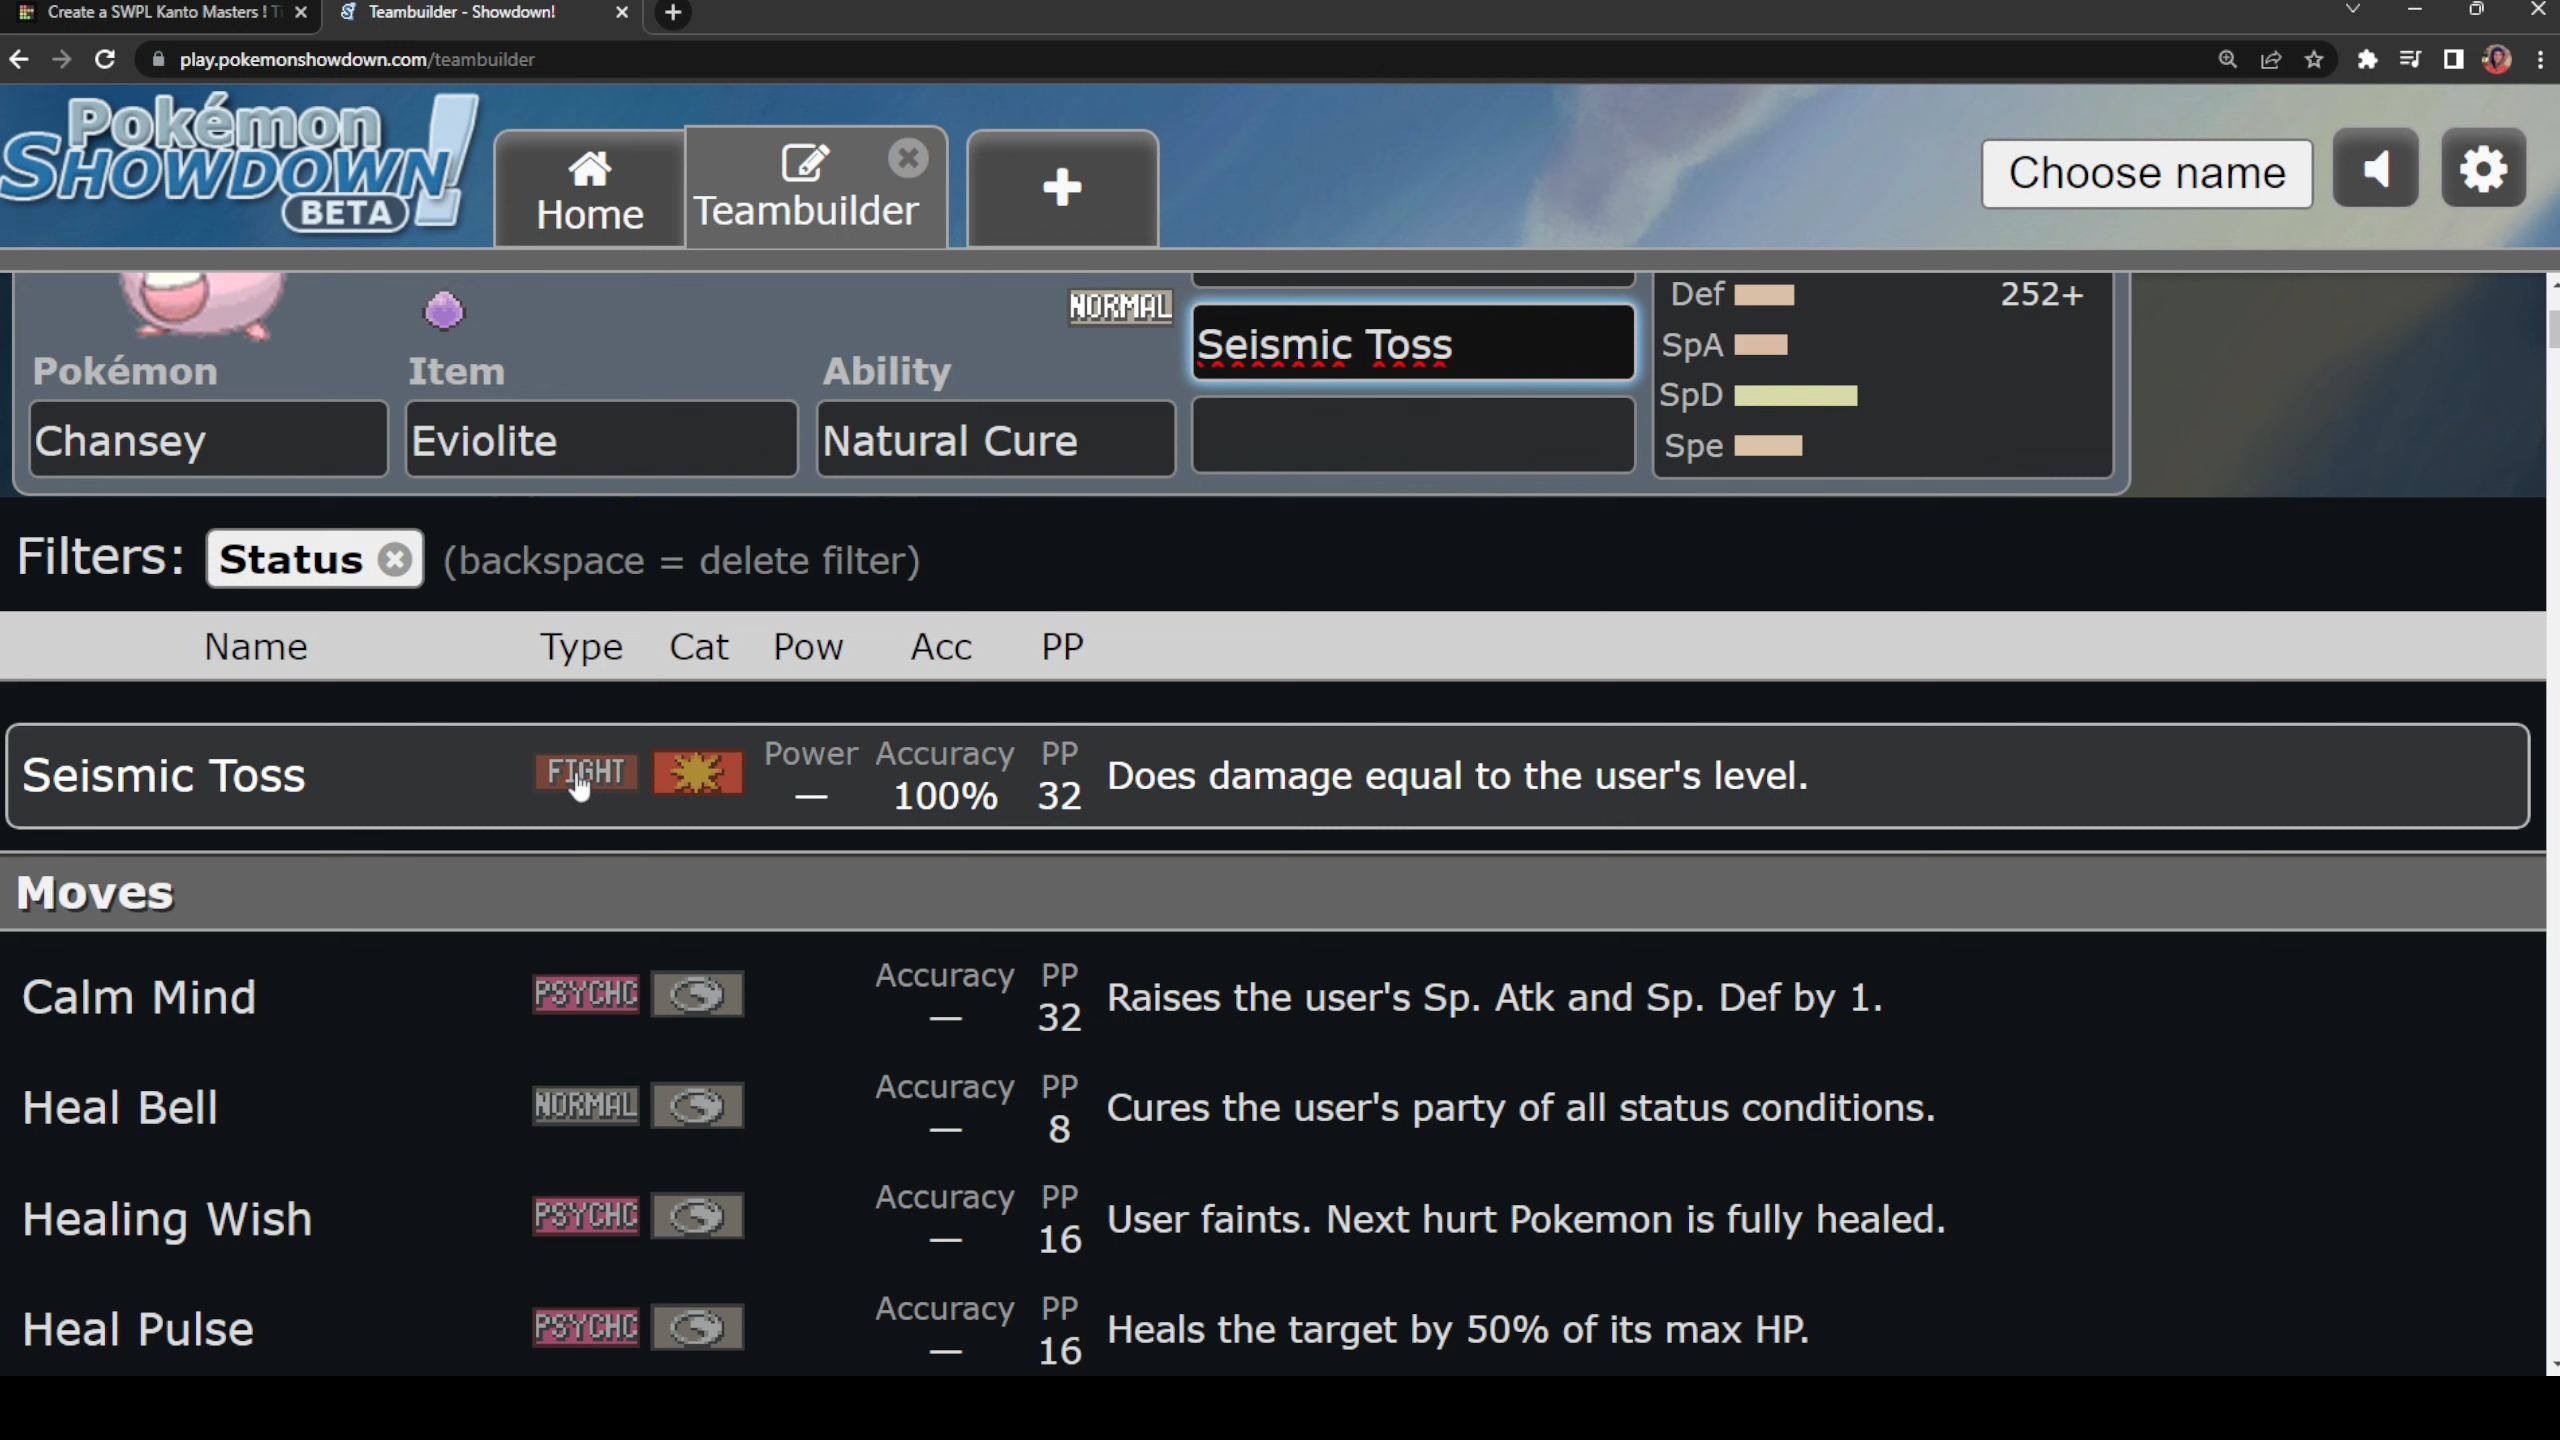 Create a SWPL Kanto Masters ! Ti
Teambuilder - Showdown!
play.pokemonshowdown.com/teambuilder
Pokémon
SHOWDOWN!
BETA
Home
Teambuilder
Choose name
NORMAL
Pokémon
Item
Ability
Chansey
Eviolite
Natural Cure
Seismic Toss
Def 252+
SpA
SpD
Spe
Filters: Status (backspace = delete filter)
Name Type Cat Pow Acc PP
Seismic Toss FIGHT Power — Accuracy 100% PP 32 Does damage equal to the user's level.
Moves
Calm Mind PSYCHC Accuracy — PP 32 Raises the user's Sp. Atk and Sp. Def by 1.
Heal Bell NORMAL Accuracy — PP 8 Cures the user's party of all status conditions.
Healing Wish PSYCHC Accuracy — PP 16 User faints. Next hurt Pokemon is fully healed.
Heal Pulse PSYCHC Accuracy — PP 16 Heals the target by 50% of its max HP.